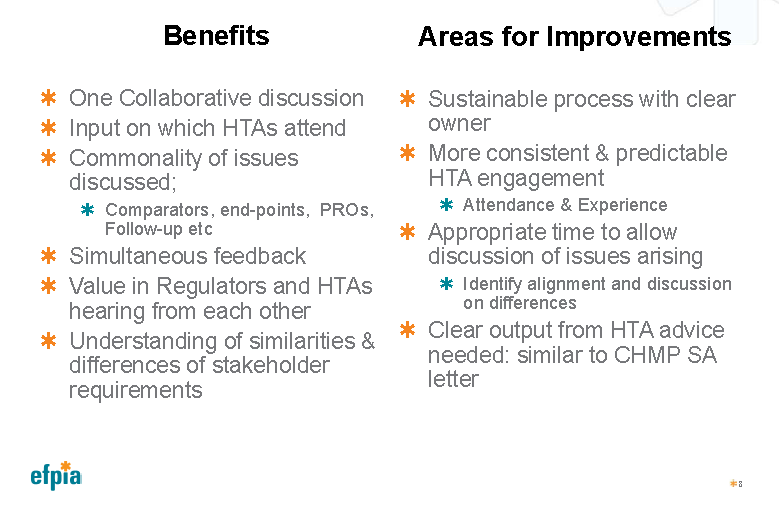 Benefits
One Collaborative discussion
Input on which HTAs attend
Commonality of issues
discussed;
Comparators, end-points, PROs,
Follow-up etc
Simultaneous feedback
Value in Regulators and HTAs
hearing from each other
Understanding of similarities &
differences of stakeholder
requirements
Areas for Improvements
Sustainable process with clear
owner
More consistent & predictable
HTA engagement
Attendance & Experience
Appropriate time to allow
discussion of issues arising
Identify alignment and discussion
on differences
Clear output from HTA advice
needed: similar to CHMP SA
letter
efpia
8